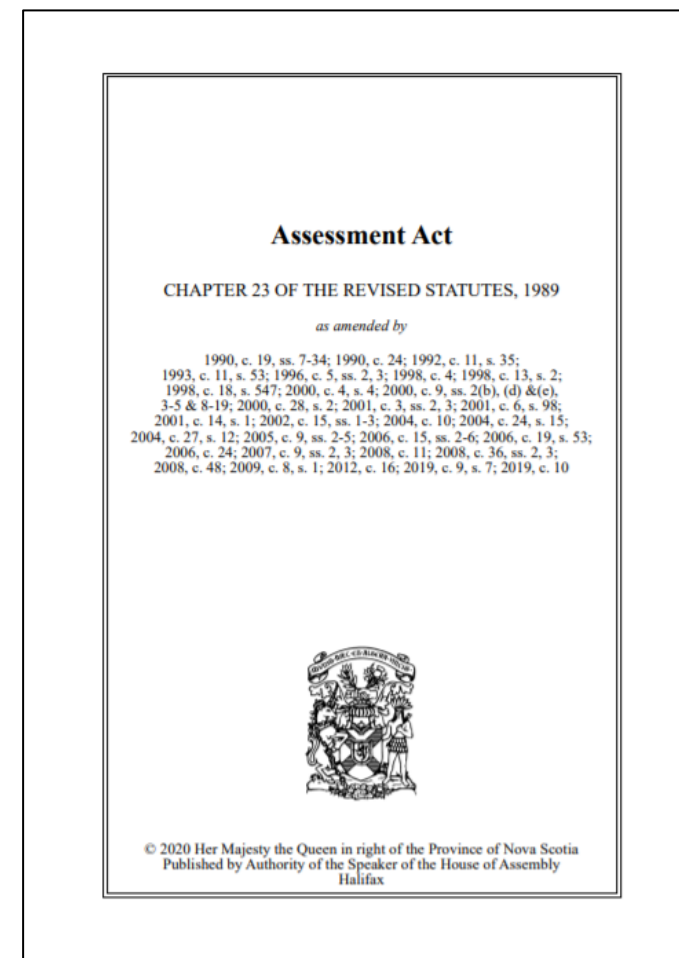 Assessment Act
CHAPTER 23 OF THE REVISED STATUTES, 1989
as amended by
1990, c. 19, ss. 7-34; 1990, c. 24; 1992, c. 11, s. 35;
1993, c. 11, s. 53; 1996, c. 5, ss. 2, 3; 1998, c. 4; 1998, c. 13, s. 2;
1998, c. 18, s. 547; 2000, c. 4, s. 4; 2000, c. 9, ss. 2(b), (d) &(e),
3-5 & 8-19; 2000, c. 28, s. 2; 2001, c. 3, ss. 2, 3; 2001, c. 6, s. 98;
2001, c. 14, s. 1; 2002, c. 15, ss. 1-3; 2004, c. 10; 2004, c. 24, s. 15;
2004, c. 27, s. 12; 2005, c. 9, ss. 2-5; 2006, c. 15, ss. 2-6; 2006, c. 19, s. 53;
2006, c. 24; 2007, c. 9, ss. 2, 3; 2008, c. 11; 2008, c. 36, ss. 2, 3;
2008, c. 48; 2009, c. 8, s. 1; 2012, c. 16; 2019, c. 9, s. 7; 2019, c. 10
© 2020 Her Majesty the Queen in right of the Province of Nova Scotia
Published by Authority of the Speaker of the House of Assembly
Halifax